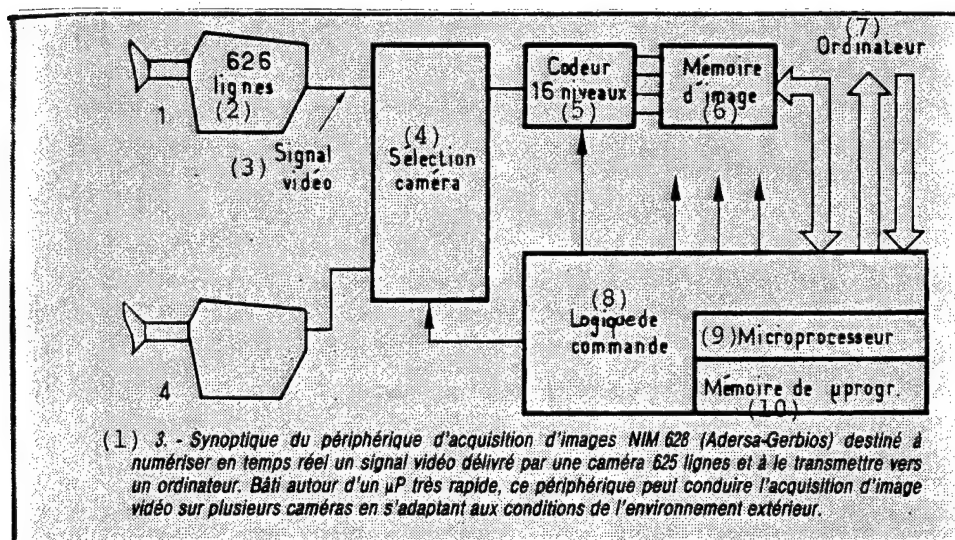 626
lignes
(2)
1
(3) Signal
vidéo
(4)
Sélection
caméra
Codeur
16 niveaux
(5)
Mémoire
d'image
(6)
(7)
Ordinateur
4
(8)
Logique de
commande
(9) Microprocesseur
Mémoire de µprogr.
(10)
(1) 3. - Synoptique du périphérique d'acquisition d'images NIM 628 (Adersa-Gerbios) destiné à
numériser en temps réel un signal vidéo délivré par une caméra 625 lignes et à le transmettre vers
un ordinateur. Bâti autour d'un µP très rapide, ce périphérique peut conduire l'acquisition d'image
vidéo sur plusieurs caméras en s'adaptant aux conditions de l'environnement extérieur.